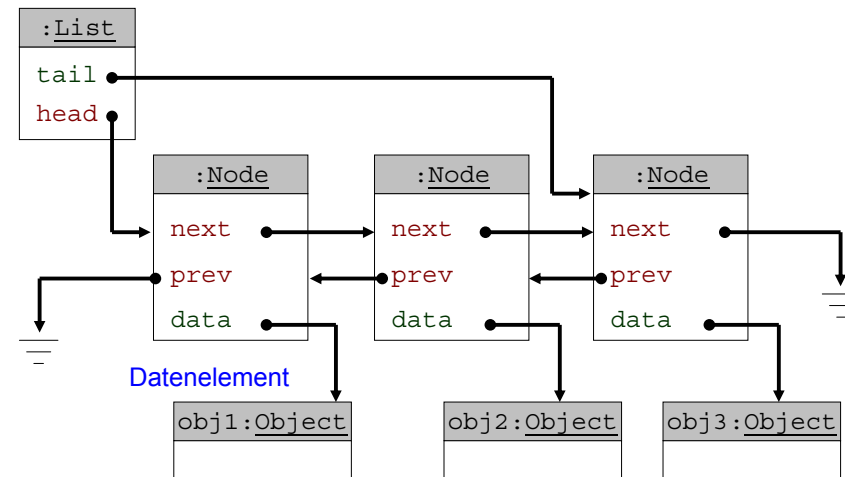 :List
tail
head
:Node :Node :Node
next next next
prev prev prev
data data data
Datenelement
obj1:Object obj2:Object obj3:Object